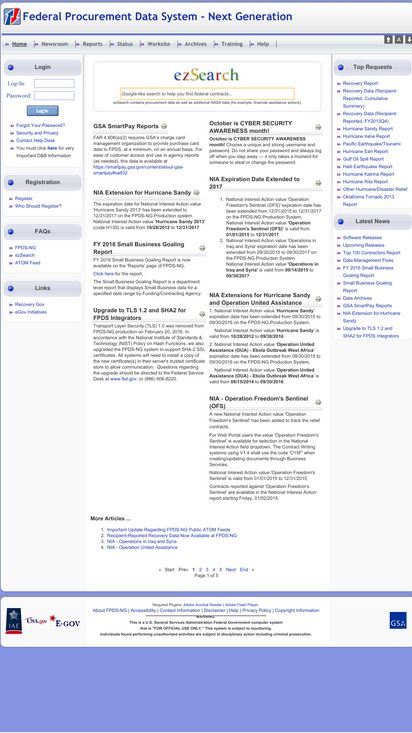 Federal Procurement Data System - Next Generation
Home
Newsroom
Reports
Status
Worksite
Archives
Training
Help
Login
Log-In:
Password:
Login
Forgot Your Password?
Security and Privacy
Contact Help Desk
You must click here for very
important D&B Information
Registration
Register
Who Should Register?
FAQs
FPDS-NG
ezSearch
ATOM Feed
Links
Recovery.Gov
eGov Initiatives
ezSearch
Google-like search to help you find federal contracts...
ezSearch contains procurement data as well as additional NASA data (for example, financial assistance actions)
GSA SmartPay Reports
FAR 4.606(a)(2) requires GSA's charge card
management organization to provide purchase card
data to FPDS, at a minimum, on an annual basis. For
ease of customer access and use in agency reports
(as needed), this data is available at
NIA Extension for Hurricane Sandy
The expiration date for National Interest Action value
'Hurricane Sandy 2013' has been extended to
12/31/2017 on the FPDS-NG Production system.
National Interest Action value 'Hurricane Sandy 2013'
(code H13S) is valid from 10/28/2012 to 12/31/2017
FY 2016 Small Business Goaling
Report
FY 2016 Small Business Goaling Report is now
available on the 'Reports' page of FPDS-NG.
Click here for the report.
The Small Business Goaling Report is a department
level report that displays Small Business data for a
specified date range by Funding/Contracting Agency.
Upgrade to TLS 1.2 and SHA2 for
FPDS Integrators
Transport Layer Security (TLS) 1.0 was removed from
FPDS-NG production on February 20, 2016. In
accordance with the National Institute of Standards &
Technology (NIST) Policy on Hash Functions, we also
upgraded the FPDS-NG system to support SHA-2 SSL
certificates. All systems will need to install a copy of
the new certificate(s) in their server's trusted certificate
store to allow communication. Questions regarding
the upgrade should be directed to the Federal Service
Desk at www.fsd.gov, or (866) 606-8220.
October is CYBER SECURITY
AWARENESS month!
October is CYBER SECURITY AWARENESS
month! Choose a unique and strong username and
password. Do not share your password and always log
off when you step away — it only takes a moment for
someone to steal or change the password.
NIA Expiration Date Extended to
2017
1. National Interest Action value 'Operation
Freedom's Sentinel (OFS)' expiration date has
been extended from 12/31/2015 to 12/31/2017
on the FPDS-NG Production System.
National Interest Action value 'Operation
Freedom's Sentinel (OFS)' is valid from
01/01/2015 to 12/31/2017.
2. National Interest Action value 'Operations in
Iraq and Syria' expiration date has been
extended from 09/30/2015 to 09/30/2017 on
the FPDS-NG Production System.
National Interest Action value 'Operations in
Iraq and Syria' is valid from 09/14/2015 to
09/30/2017
NIA Extensions for Hurricane Sandy
and Operation United Assistance
1. National Interest Action value 'Hurricane Sandy'
expiration date has been extended from 09/30/2015 to
09/30/2016 on the FPDS-NG Production System.
National Interest Action value 'Hurricane Sandy' is
valid from 10/28/2012 to 09/30/2016.
2. National Interest Action value 'Operation United
Assistance (OUA) - Ebola Outbreak West Africa'
expiration date has been extended from 09/30/2015 to
09/30/2016 on the FPDS-NG Production System.
National Interest Action value 'Operation United
Assistance (OUA) - Ebola Outbreak West Africa' is
valid from 09/15/2014 to 09/30/2016
NIA - Operation Freedom's Sentinel
(OFS)
A new National Interest Action value 'Operation
Freedom's Sentinel' has been added to track the relief
contracts.
For Web Portal users the value 'Operation Freedom's
Sentinel' is available for selection in the National
Interest Action field dropdown. The Contract Writing
systems using V1.4 shall use the code 'O15F' when
creating/updating documents through Business
Services.
National Interest Action value 'Operation Freedom's
Sentinel' is valid from 01/01/2015 to 12/31/2015.
Contracts reported against 'Operation Freedom's
Sentinel' are available in the National Interest Action
report starting Friday, 01/02/2015.
More Articles ...
1. Important Update Regarding FPDS-NG Public ATOM Feeds
2. Recipient-Reported Recovery Data Now Available at FPDS-NG
3. NIA - Operations in Iraq and Syria
4. NIA - Operation United Assistance
« Start Prev 1 2 3 4 5 Next End »
Page 1 of 5
Top Requests
Recovery Report
Recovery Data (Recipient-
Reported, Cumulative
Summary)
Recovery Data (Recipient-
Reported, FY2013Q4)
Hurricane Sandy Report
Hurricane Irene Report
Pacific Earthquake/Tsunami
Hurricane Earl Report
Gulf Oil Spill Report
Haiti Earthquake Report
Hurricane Katrina Report
Hurricane Rita Report
Other Hurricane/Disaster Relief
Oklahoma Tornado 2013
Report
Latest News
Software Releases
Upcoming Releases
Top 100 Contractors Report
Data Management Fixes
FY 2016 Small Business
Goaling Report
Small Business Goaling
Report
Data Archives
GSA SmartPay Reports
NIA Extension for Hurricane
Sandy
Upgrade to TLS 1.2 and
SHA2 for FPDS Integrators
IAE
USA.gov
E-GOV
Required Plugins: Adobe Acrobat Reader | Adobe Flash Player
About FPDS-NG | Accessibility | Contact Information | Disclaimer | Help | Privacy Policy | Copyright Information
This is a U.S. General Services Administration Federal Government computer system
that is "FOR OFFICIAL USE ONLY." This system is subject to monitoring.
Individuals found performing unauthorized activities are subject to disciplinary action including criminal prosecution.
GSA